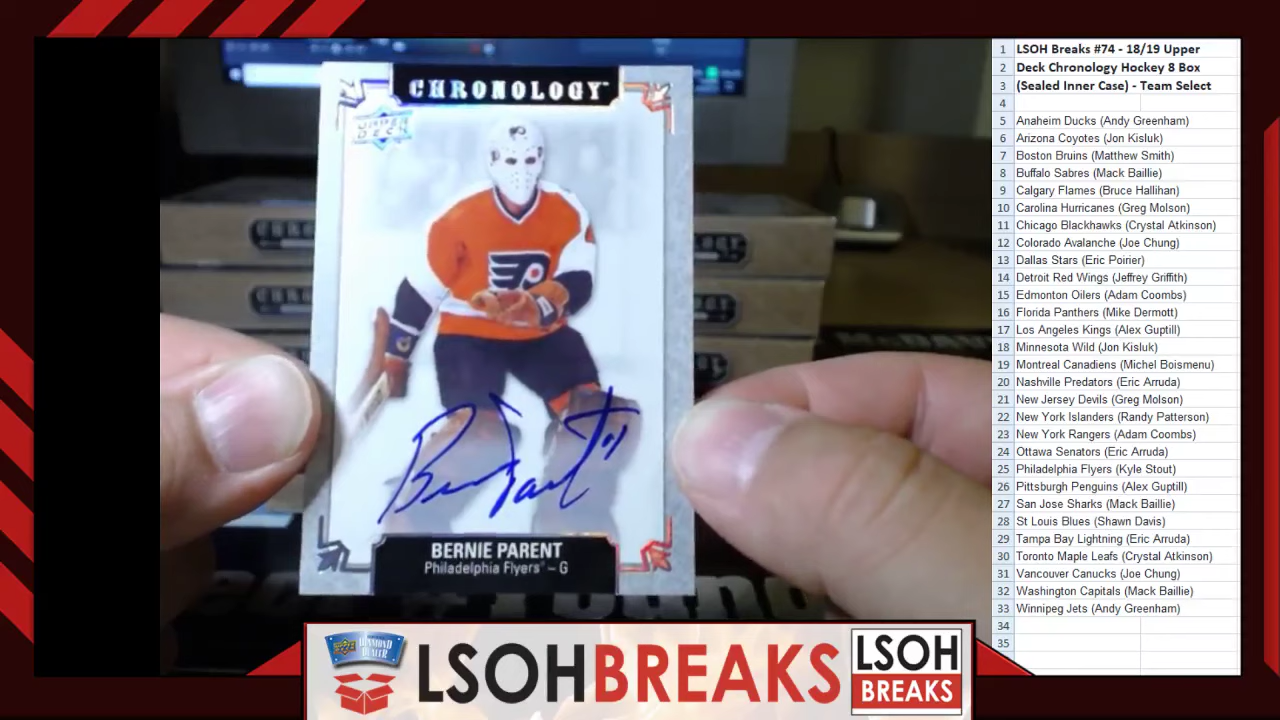 CHRONOLOGY
UPPER DECK
BERNIE PARENT
Philadelphia Flyers – G
1 LSOH Breaks #74 - 18/19 Upper
2 Deck Chronology Hockey 8 Box
3 (Sealed Inner Case) - Team Select
4
5 Anaheim Ducks (Andy Greenham)
6 Arizona Coyotes (Jon Kisluk)
7 Boston Bruins (Matthew Smith)
8 Buffalo Sabres (Mack Baillie)
9 Calgary Flames (Bruce Hallihan)
10 Carolina Hurricanes (Greg Molson)
11 Chicago Blackhawks (Crystal Atkinson)
12 Colorado Avalanche (Joe Chung)
13 Dallas Stars (Eric Poirier)
14 Detroit Red Wings (Jeffrey Griffith)
15 Edmonton Oilers (Adam Coombs)
16 Florida Panthers (Mike Dermott)
17 Los Angeles Kings (Alex Guptill)
18 Minnesota Wild (Jon Kisluk)
19 Montreal Canadiens (Michel Boismenu)
20 Nashville Predators (Eric Arruda)
21 New Jersey Devils (Greg Molson)
22 New York Islanders (Randy Patterson)
23 New York Rangers (Adam Coombs)
24 Ottawa Senators (Eric Arruda)
25 Philadelphia Flyers (Kyle Stout)
26 Pittsburgh Penguins (Alex Guptill)
27 San Jose Sharks (Mack Baillie)
28 St Louis Blues (Shawn Davis)
29 Tampa Bay Lightning (Eric Arruda)
30 Toronto Maple Leafs (Crystal Atkinson)
31 Vancouver Canucks (Joe Chung)
32 Washington Capitals (Mack Baillie)
33 Winnipeg Jets (Andy Greenham)
34
35
LSOHBREAKS
LSOH
BREAKS